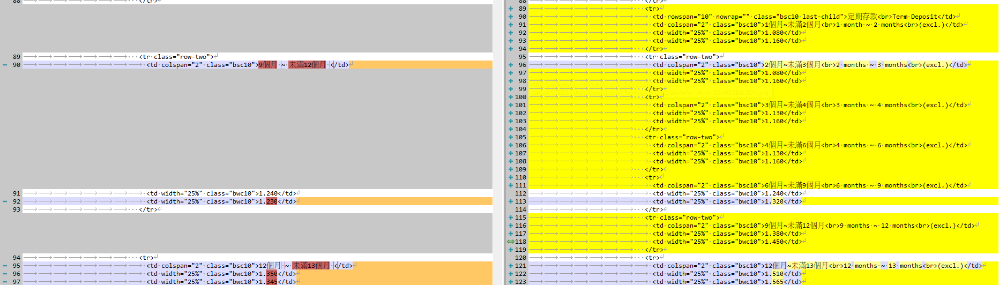 88 </tr>
89 <tr class="row-two">
90 <td colspan="2" class="bsc10">9個月 ~ 未滿12個月 </td>
91 <td width="25%" class="bwc10">1.240</td>
92 <td width="25%" class="bwc10">1.230</td>
93 </tr>
94 <tr>
95 <td colspan="2" class="bsc10">12個月 ~ 未滿13個月 </td>
96 <td width="25%" class="bwc10">1.350</td>
97 <td width="25%" class="bwc10">1.345</td>
88 </tr>
89 <tr>
90 <td rowspan="10" nowrap="" class="bsc10 last-child">定期存款<br>Term Deposit</td>
91 <td colspan="2" class="bsc10">1個月~未滿2個月<br>1 month ~ 2 months<br>(excl.)</td>
92 <td width="25%" class="bwc10">1.080</td>
93 <td width="25%" class="bwc10">1.160</td>
94 </tr>
95 <tr class="row-two">
96 <td colspan="2" class="bsc10">2個月~未滿3個月<br>2 months ~ 3 months<br>(excl.)</td>
97 <td width="25%" class="bwc10">1.080</td>
98 <td width="25%" class="bwc10">1.160</td>
99 </tr>
100 <tr>
101 <td colspan="2" class="bsc10">3個月~未滿4個月<br>3 months ~ 4 months<br>(excl.)</td>
102 <td width="25%" class="bwc10">1.130</td>
103 <td width="25%" class="bwc10">1.160</td>
104 </tr>
105 <tr class="row-two">
106 <td colspan="2" class="bsc10">4個月~未滿6個月<br>4 months ~ 6 months<br>(excl.)</td>
107 <td width="25%" class="bwc10">1.130</td>
108 <td width="25%" class="bwc10">1.160</td>
109 </tr>
110 <tr>
111 <td colspan="2" class="bsc10">6個月~未滿9個月<br>6 months ~ 9 months<br>(excl.)</td>
112 <td width="25%" class="bwc10">1.240</td>
113 <td width="25%" class="bwc10">1.320</td>
114 </tr>
115 <tr class="row-two">
116 <td colspan="2" class="bsc10">9個月~未滿12個月<br>9 months ~ 12 months<br>(excl.)</td>
117 <td width="25%" class="bwc10">1.380</td>
118 <td width="25%" class="bwc10">1.450</td>
119 </tr>
120 <tr>
121 <td colspan="2" class="bsc10">12個月~未滿13個月<br>12 months ~ 13 months<br>(excl.)</td>
122 <td width="25%" class="bwc10">1.510</td>
123 <td width="25%" class="bwc10">1.565</td>